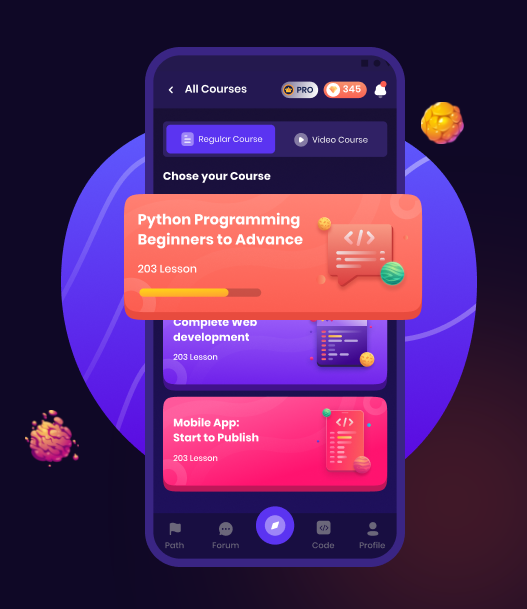 All Courses
PRO
345
Regular Course
Video Course
Chose your Course
Python Programming
Beginners to Advance
203 Lesson
Complete Web
development
203 Lesson
Mobile App:
Start to Publish
203 Lesson
</>
Path
Forum
Code
Profile